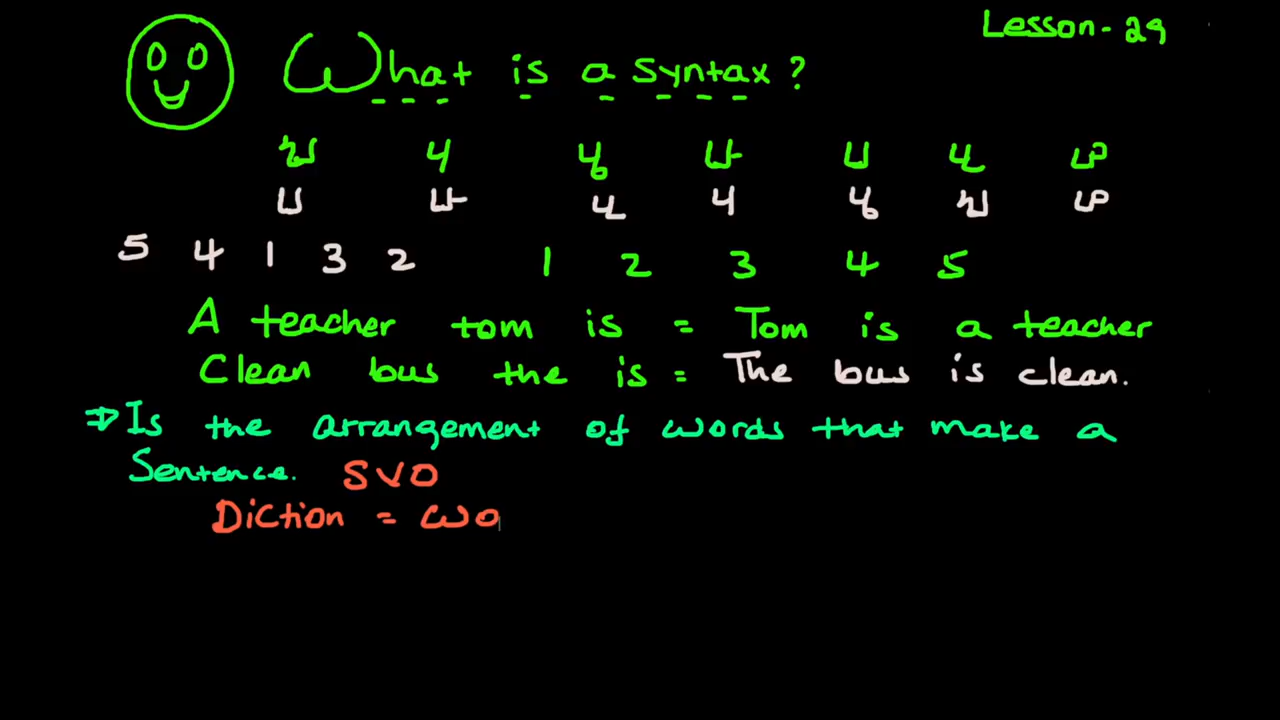 Lesson-29
What is a syntax?
ህ ሃ ሄ ሁ ሀ ሂ ሆ
ሀ ሁ ሂ ሃ ሄ ህ ሆ
5 4 1 3 2 1 2 3 4 5
A teacher tom is = Tom is a teacher
Clean bus the is = The bus is clean.
⇒ Is the arrangement of words that make a
Sentence. SVO
Diction = wo